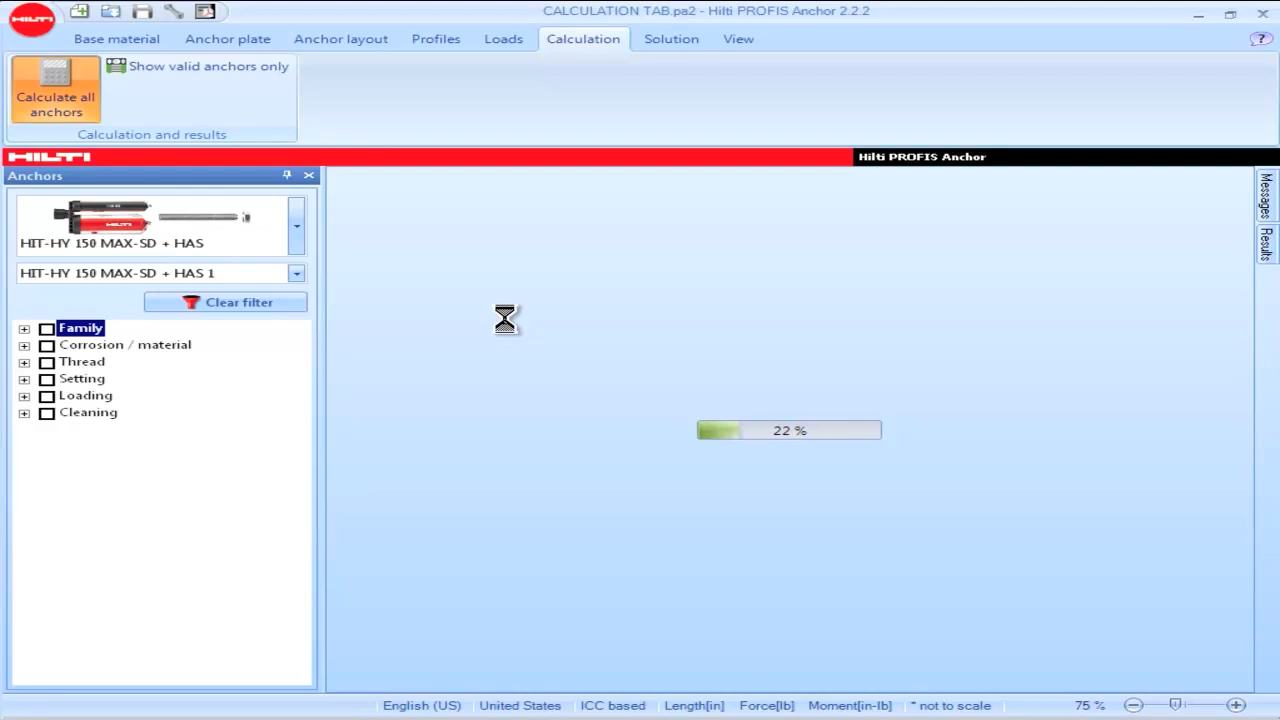 HILTI
CALCULATION TAB.pa2 - Hilti PROFIS Anchor 2.2.2
Base material
Anchor plate
Anchor layout
Profiles
Loads
Calculation
Solution
View
?
Calculate all
anchors
Show valid anchors only
Calculation and results
HILTI
Hilti PROFIS Anchor
Anchors
HILTI
HIT-HY 150 MAX-SD + HAS
HIT-HY 150 MAX-SD + HAS 1
Clear filter
Family
Corrosion / material
Thread
Setting
Loading
Cleaning
22 %
Messages
Results
English (US)
United States
ICC based
Length[in]
Force[lb]
Moment[in-lb]
* not to scale
75 %